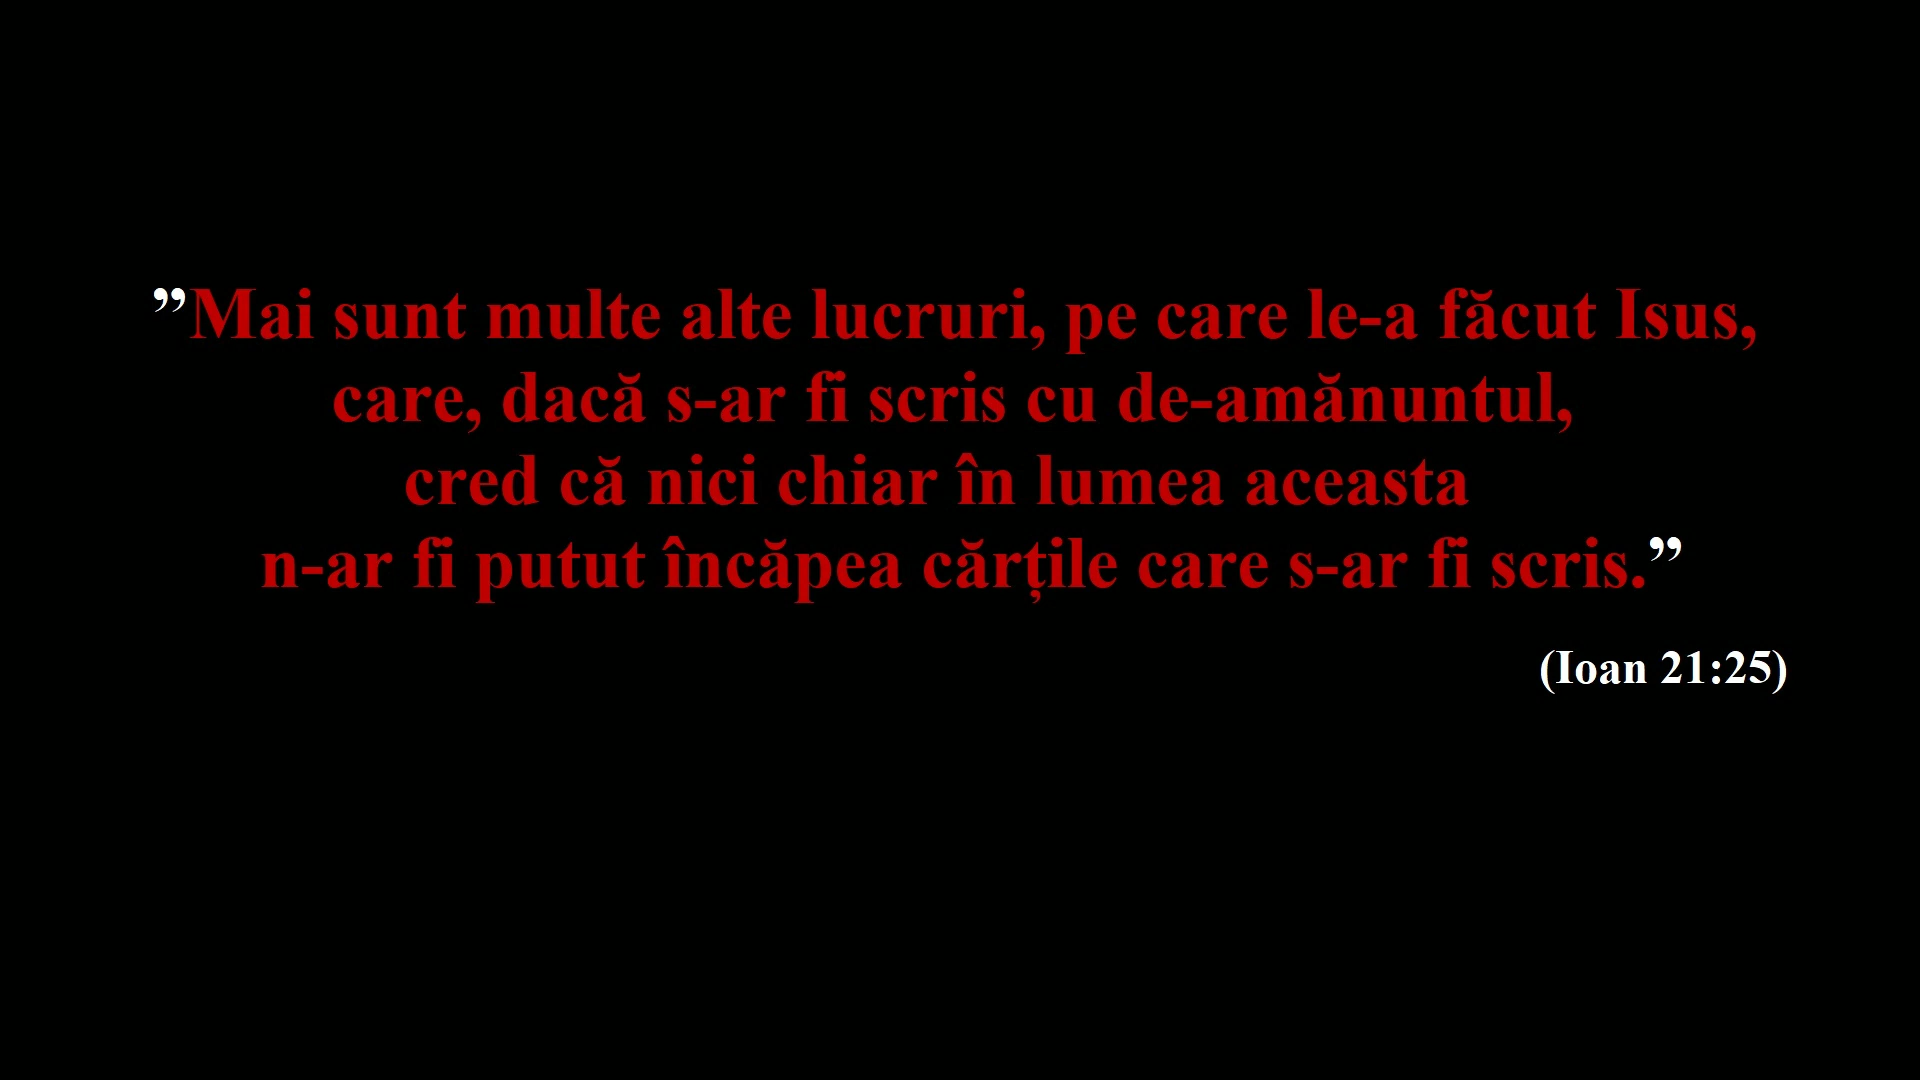 ”Mai sunt multe alte lucruri, pe care le-a făcut Isus,
care, dacă s-ar fi scris cu de-amănuntul,
cred că nici chiar în lumea aceasta
n-ar fi putut încăpea cărțile care s-ar fi scris.”
(Ioan 21:25)